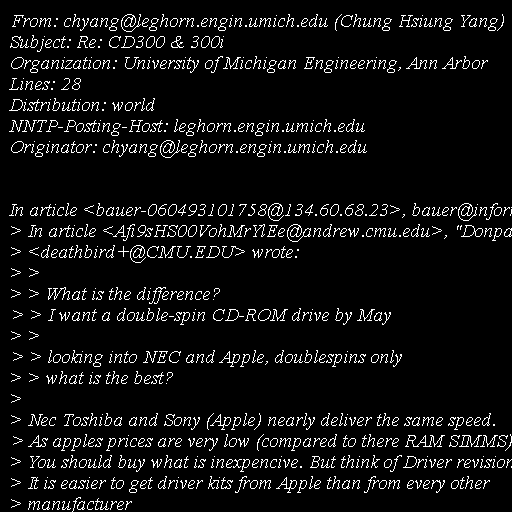 From: chyang@leghorn.engin.umich.edu (Chung Hsiung Yang)
Subject: Re: CD300 & 300i
Organization: University of Michigan Engineering, Ann Arbor
Lines: 28
Distribution: world
NNTP-Posting-Host: leghorn.engin.umich.edu
Originator: chyang@leghorn.engin.umich.edu
In article <bauer-060493101758@134.60.68.23>, bauer@infor
> In article <Afi9sHS00VohMrYlEe@andrew.cmu.edu>, "Donpa
> <deathbird+@CMU.EDU> wrote:
> >
> > What is the difference?
> > I want a double-spin CD-ROM drive by May
> >
> > looking into NEC and Apple, doublespins only
> > what is the best?
>
> Nec Toshiba and Sony (Apple) nearly deliver the same speed.
> As apples prices are very low (compared to there RAM SIMMS)
> You should buy what is inexpencive. But think of Driver revision
> It is easier to get driver kits from Apple than from every other
> manufacturer